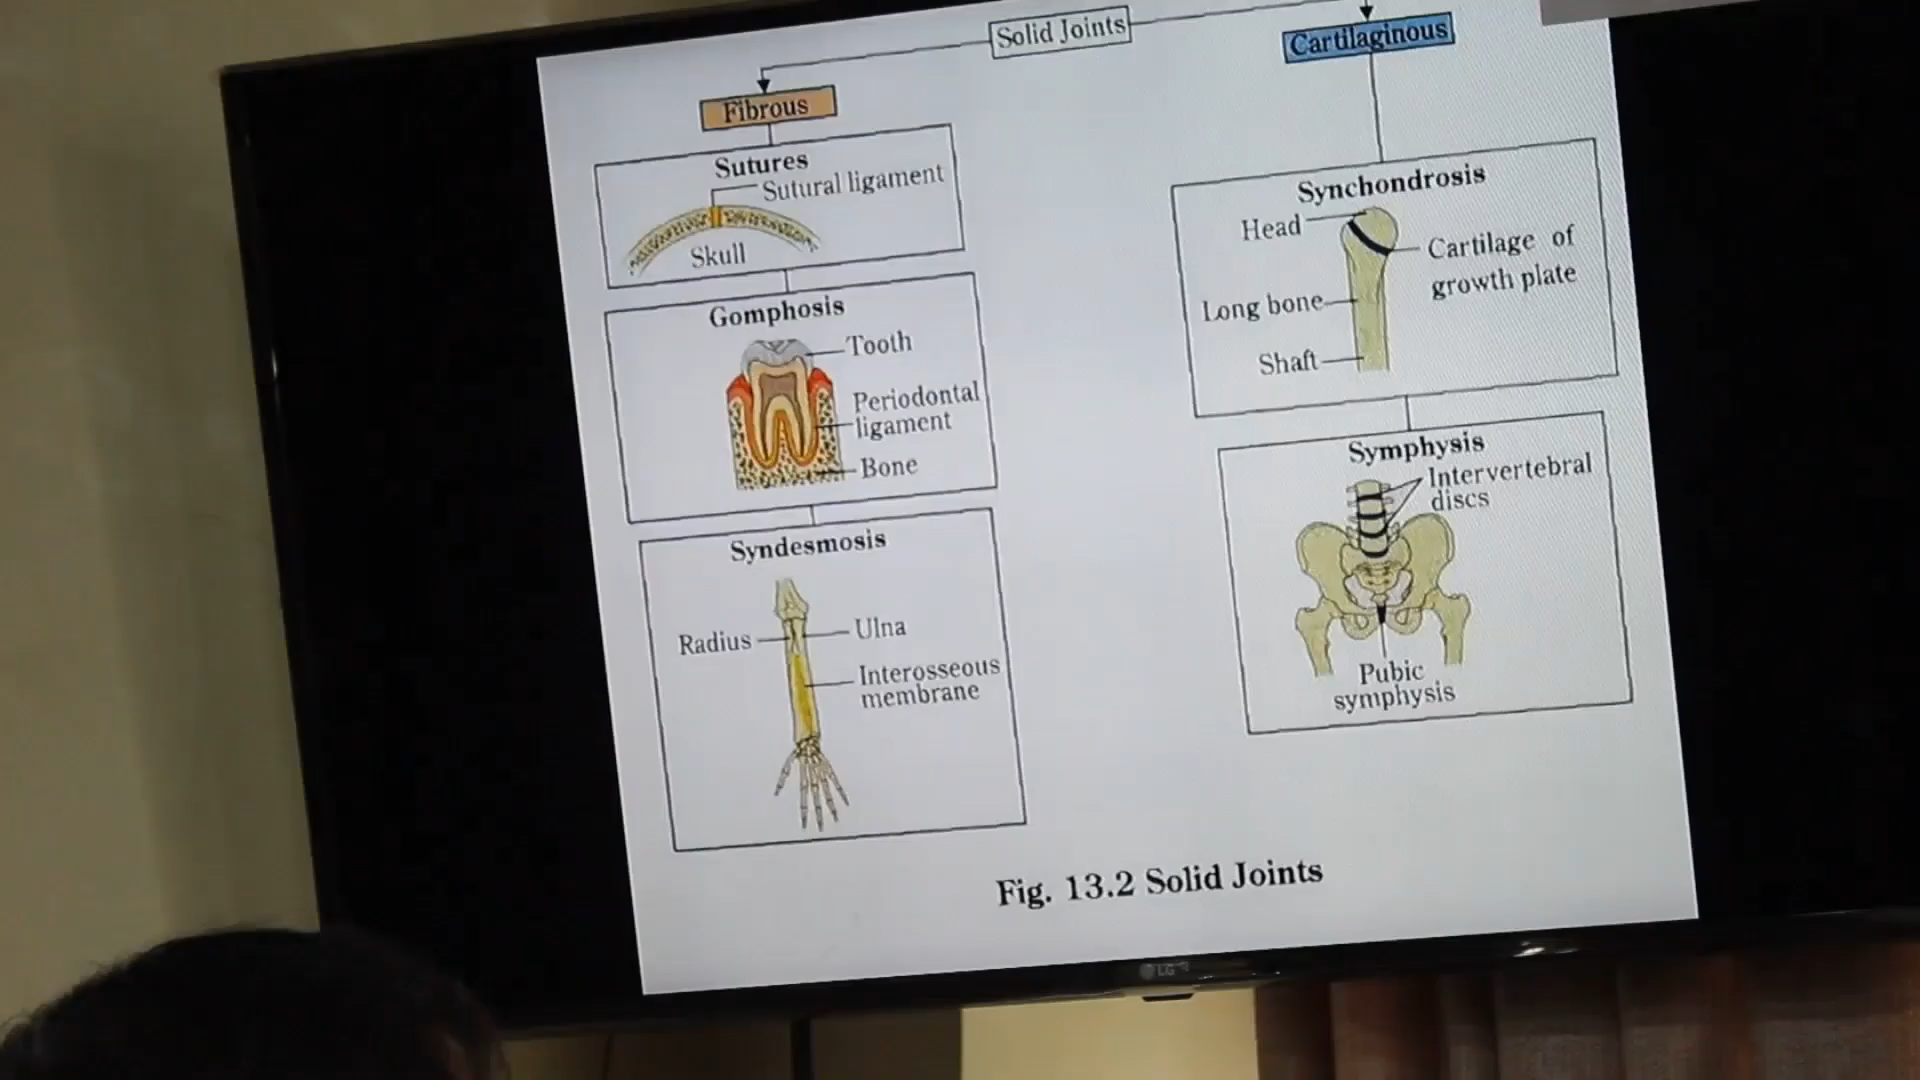 Solid Joints
Fibrous
Cartilaginous
Sutures
Sutural ligament
Skull
Gomphosis
Tooth
Periodontal
ligament
Bone
Syndesmosis
Radius
Ulna
Interosseous
membrane
Synchondrosis
Head
Cartilage of
growth plate
Long bone
Shaft
Symphysis
Intervertebral
discs
Pubic
symphysis
Fig. 13.2 Solid Joints
LG